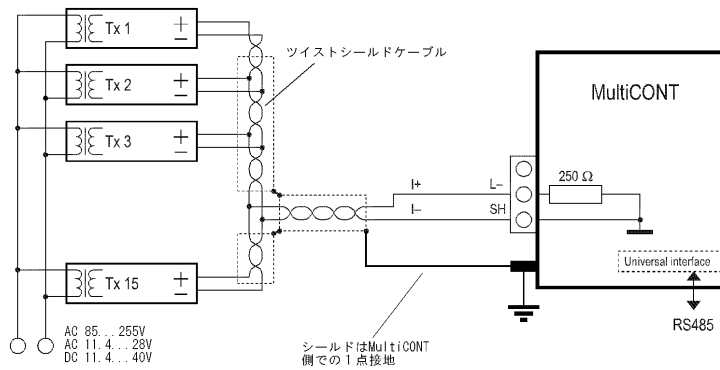 Tx 1
+
−
ツイストシールドケーブル
Tx 2
+
−
MultiCONT
Tx 3
+
−
250 Ω
I+
L−
I−
SH
Universal interface
Tx 15
+
−
RS485
AC 85...255V
AC 11.4...28V
DC 11.4...40V
シールドはMultiCONT
側での1点接地